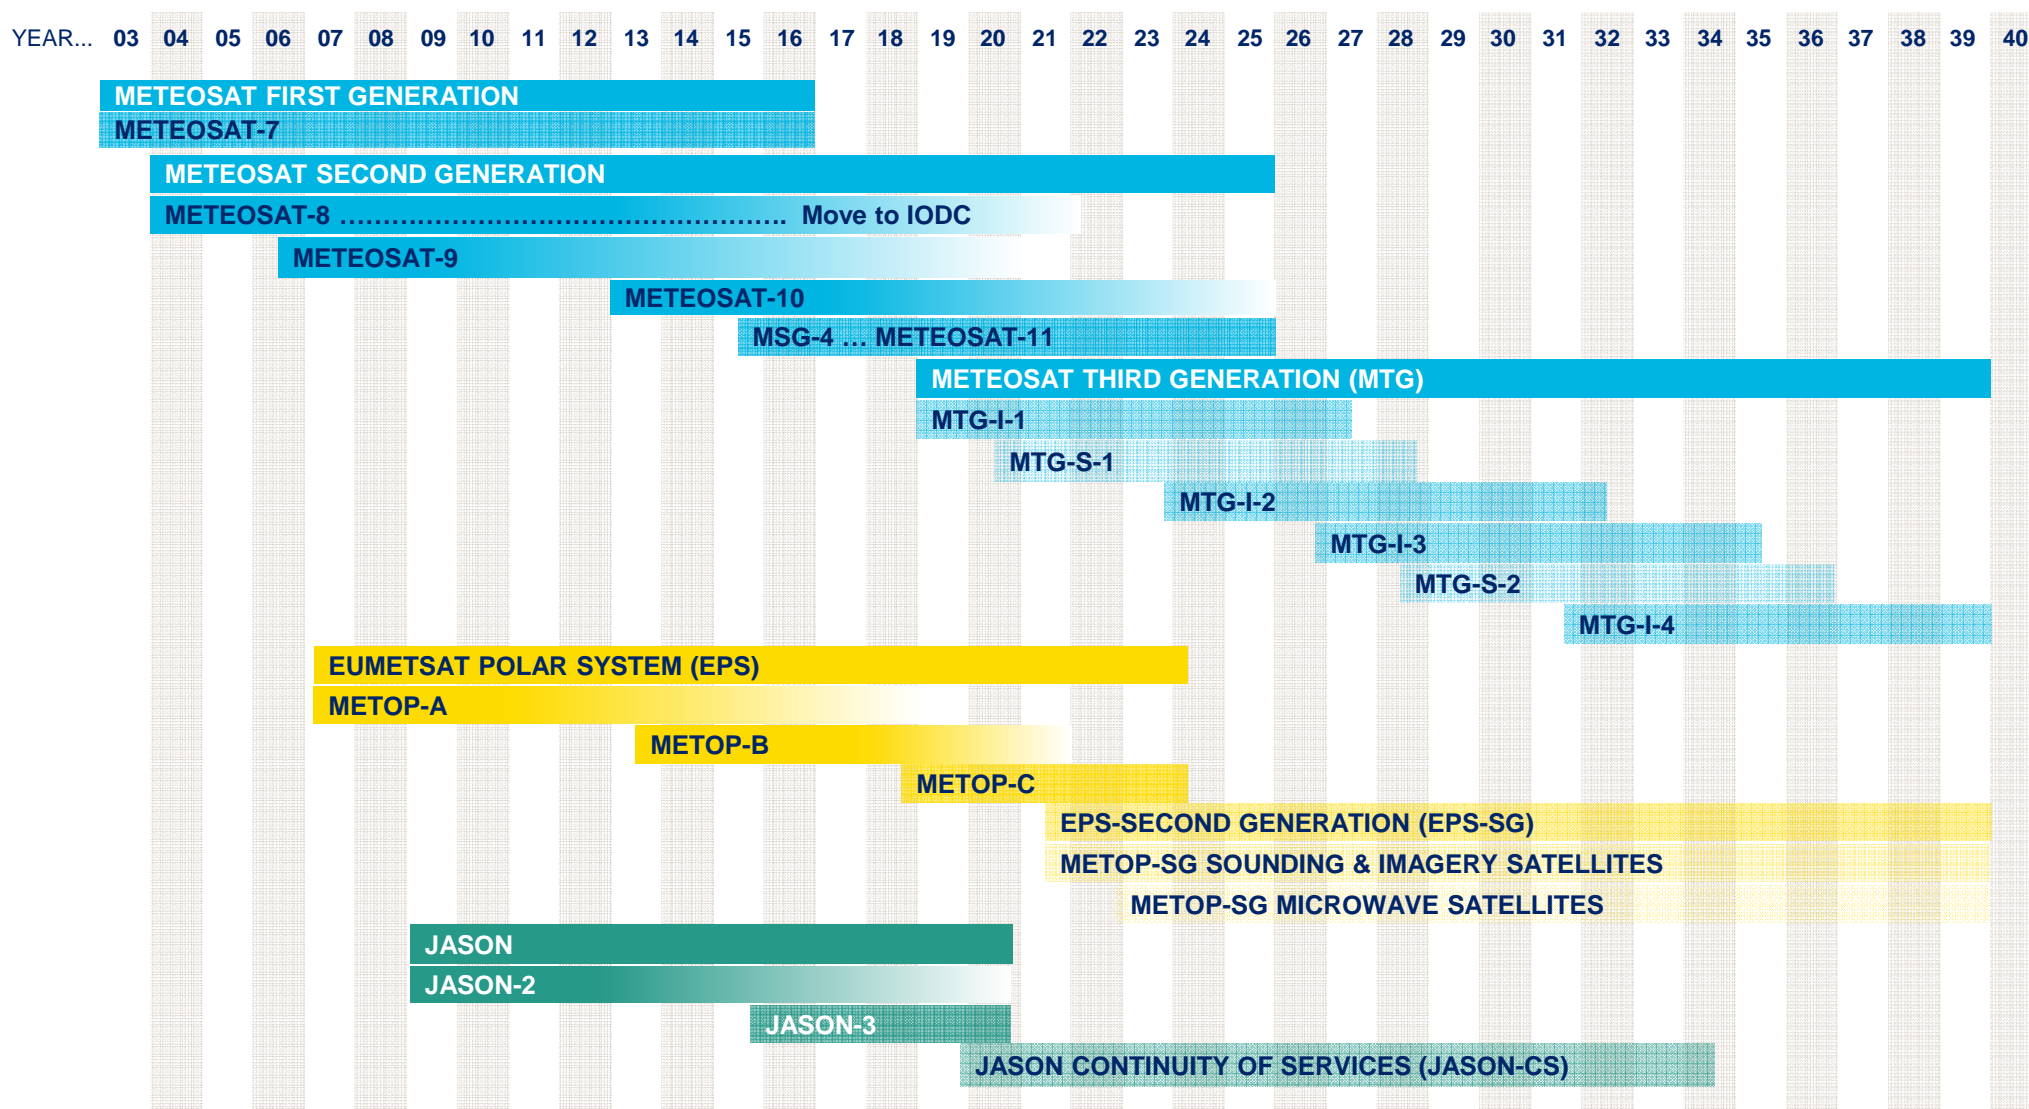 YEAR... 03 04 05 06 07 08 09 10 11 12 13 14 15 16 17 18 19 20 21 22 23 24 25 26 27 28 29 30 31 32 33 34 35 36 37 38 39 40
METEOSAT FIRST GENERATION
METEOSAT-7
METEOSAT SECOND GENERATION
METEOSAT-8 …………………………………………….. Move to IODC
METEOSAT-9
METEOSAT-10
MSG-4 … METEOSAT-11
METEOSAT THIRD GENERATION (MTG)
MTG-I-1
MTG-S-1
MTG-I-2
MTG-I-3
MTG-S-2
MTG-I-4
EUMETSAT POLAR SYSTEM (EPS)
METOP-A
METOP-B
METOP-C
EPS-SECOND GENERATION (EPS-SG)
METOP-SG SOUNDING & IMAGERY SATELLITES
METOP-SG MICROWAVE SATELLITES
JASON
JASON-2
JASON-3
JASON CONTINUITY OF SERVICES (JASON-CS)